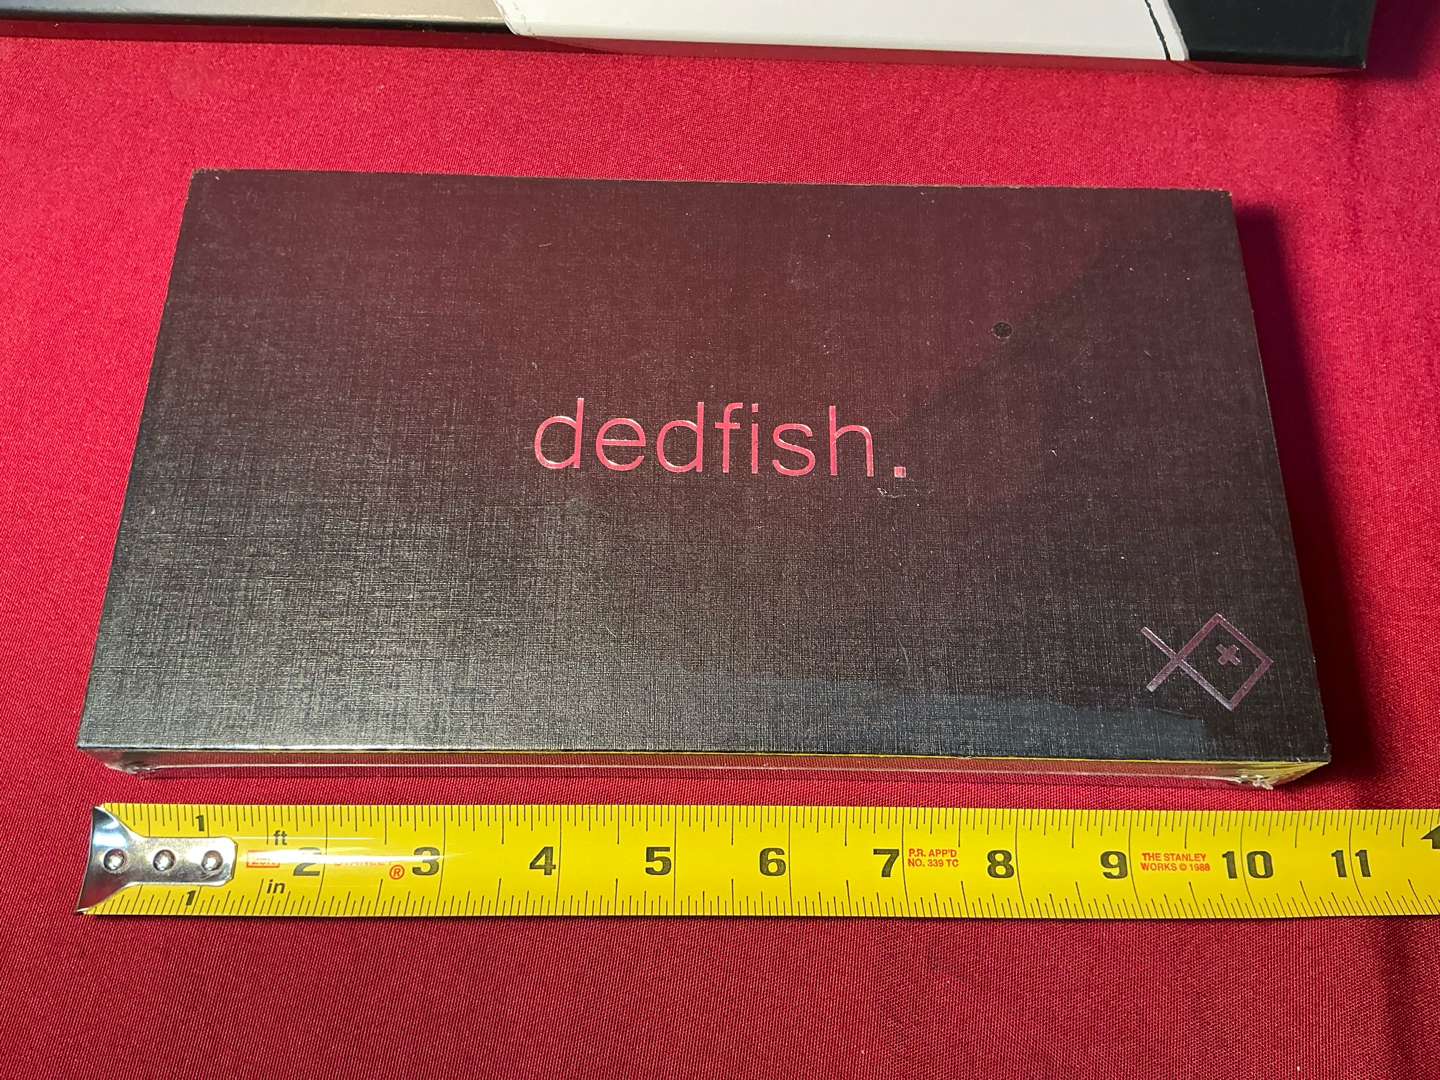 dedfish.
1 ft 2 3 4 5 6 7 P.R. APP'D 8 9 THE STANLEY 10 11
® NO. 339 TC WORKS © 1988
in
1